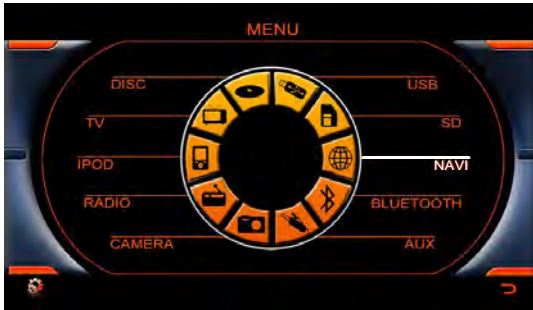 MENU
DISC
USB
TV
SD
IPOD
NAVI
RADIO
BLUETOOTH
CAMERA
AUX